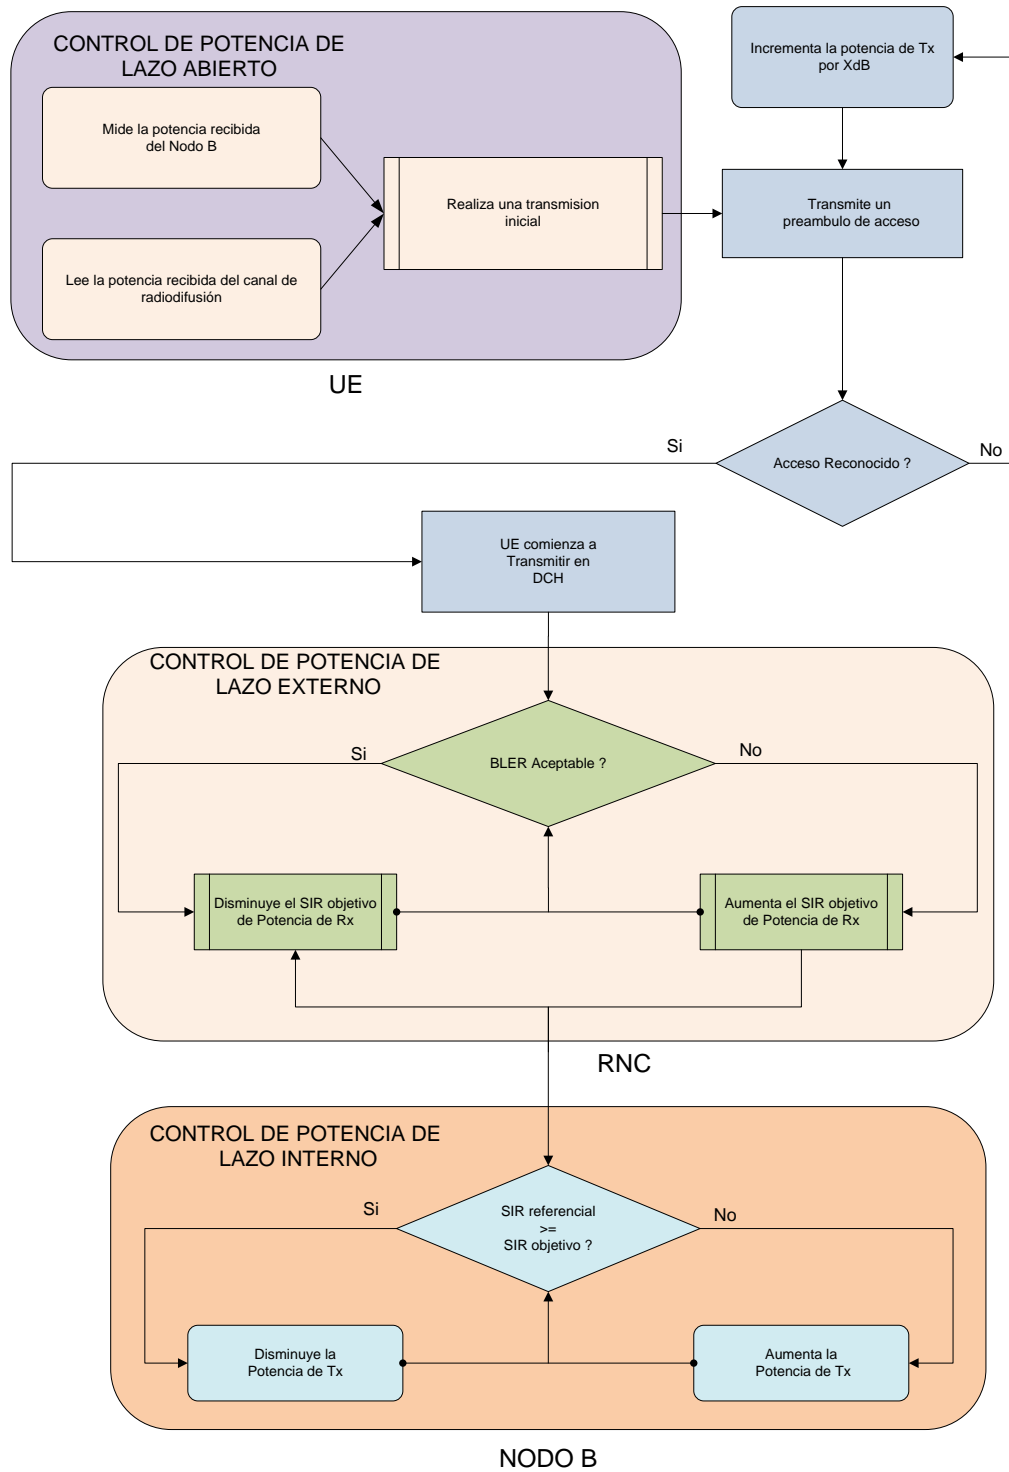 CONTROL DE POTENCIA DE
LAZO ABIERTO
Mide la potencia recibida
del Nodo B
Lee la potencia recibida del canal de
radiodifusión
Realiza una transmision
inicial
UE
Incrementa la potencia de Tx
por XdB
Transmite un
preambulo de acceso
Acceso Reconocido ?
Si
No
UE comienza a
Transmitir en
DCH
CONTROL DE POTENCIA DE
LAZO EXTERNO
BLER Aceptable ?
Si
No
Disminuye el SIR objetivo
de Potencia de Rx
Aumenta el SIR objetivo
de Potencia de Rx
RNC
CONTROL DE POTENCIA DE
LAZO INTERNO
SIR referencial
>=
SIR objetivo ?
Si
No
Disminuye la
Potencia de Tx
Aumenta la
Potencia de Tx
NODO B